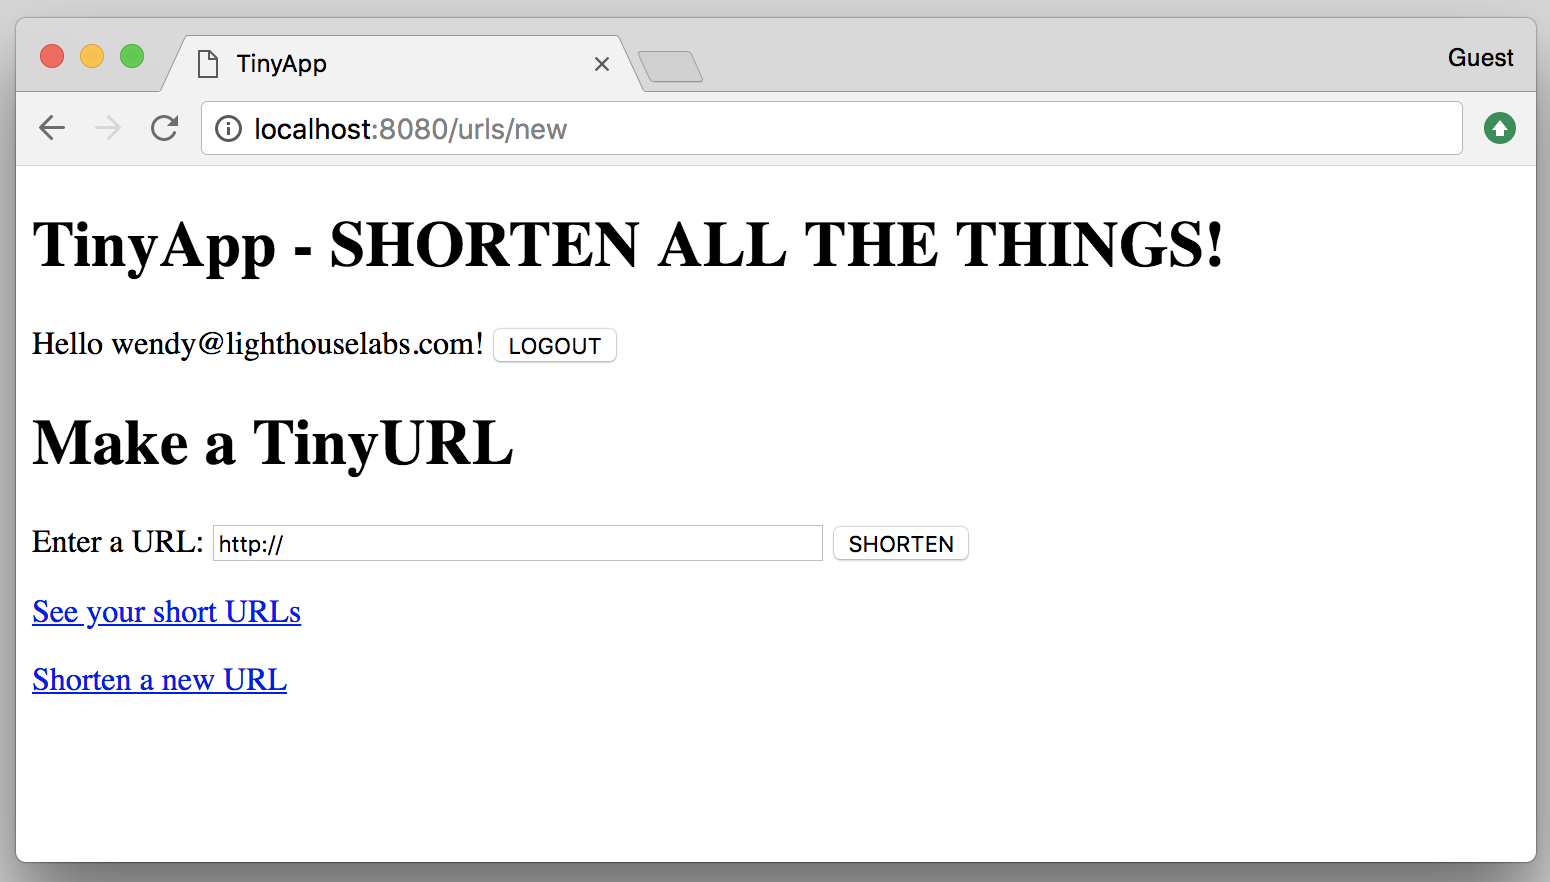 TinyApp
Guest
localhost:8080/urls/new
TinyApp - SHORTEN ALL THE THINGS!
Hello wendy@lighthouselabs.com! LOGOUT
Make a TinyURL
Enter a URL: http:// SHORTEN
See your short URLs
Shorten a new URL